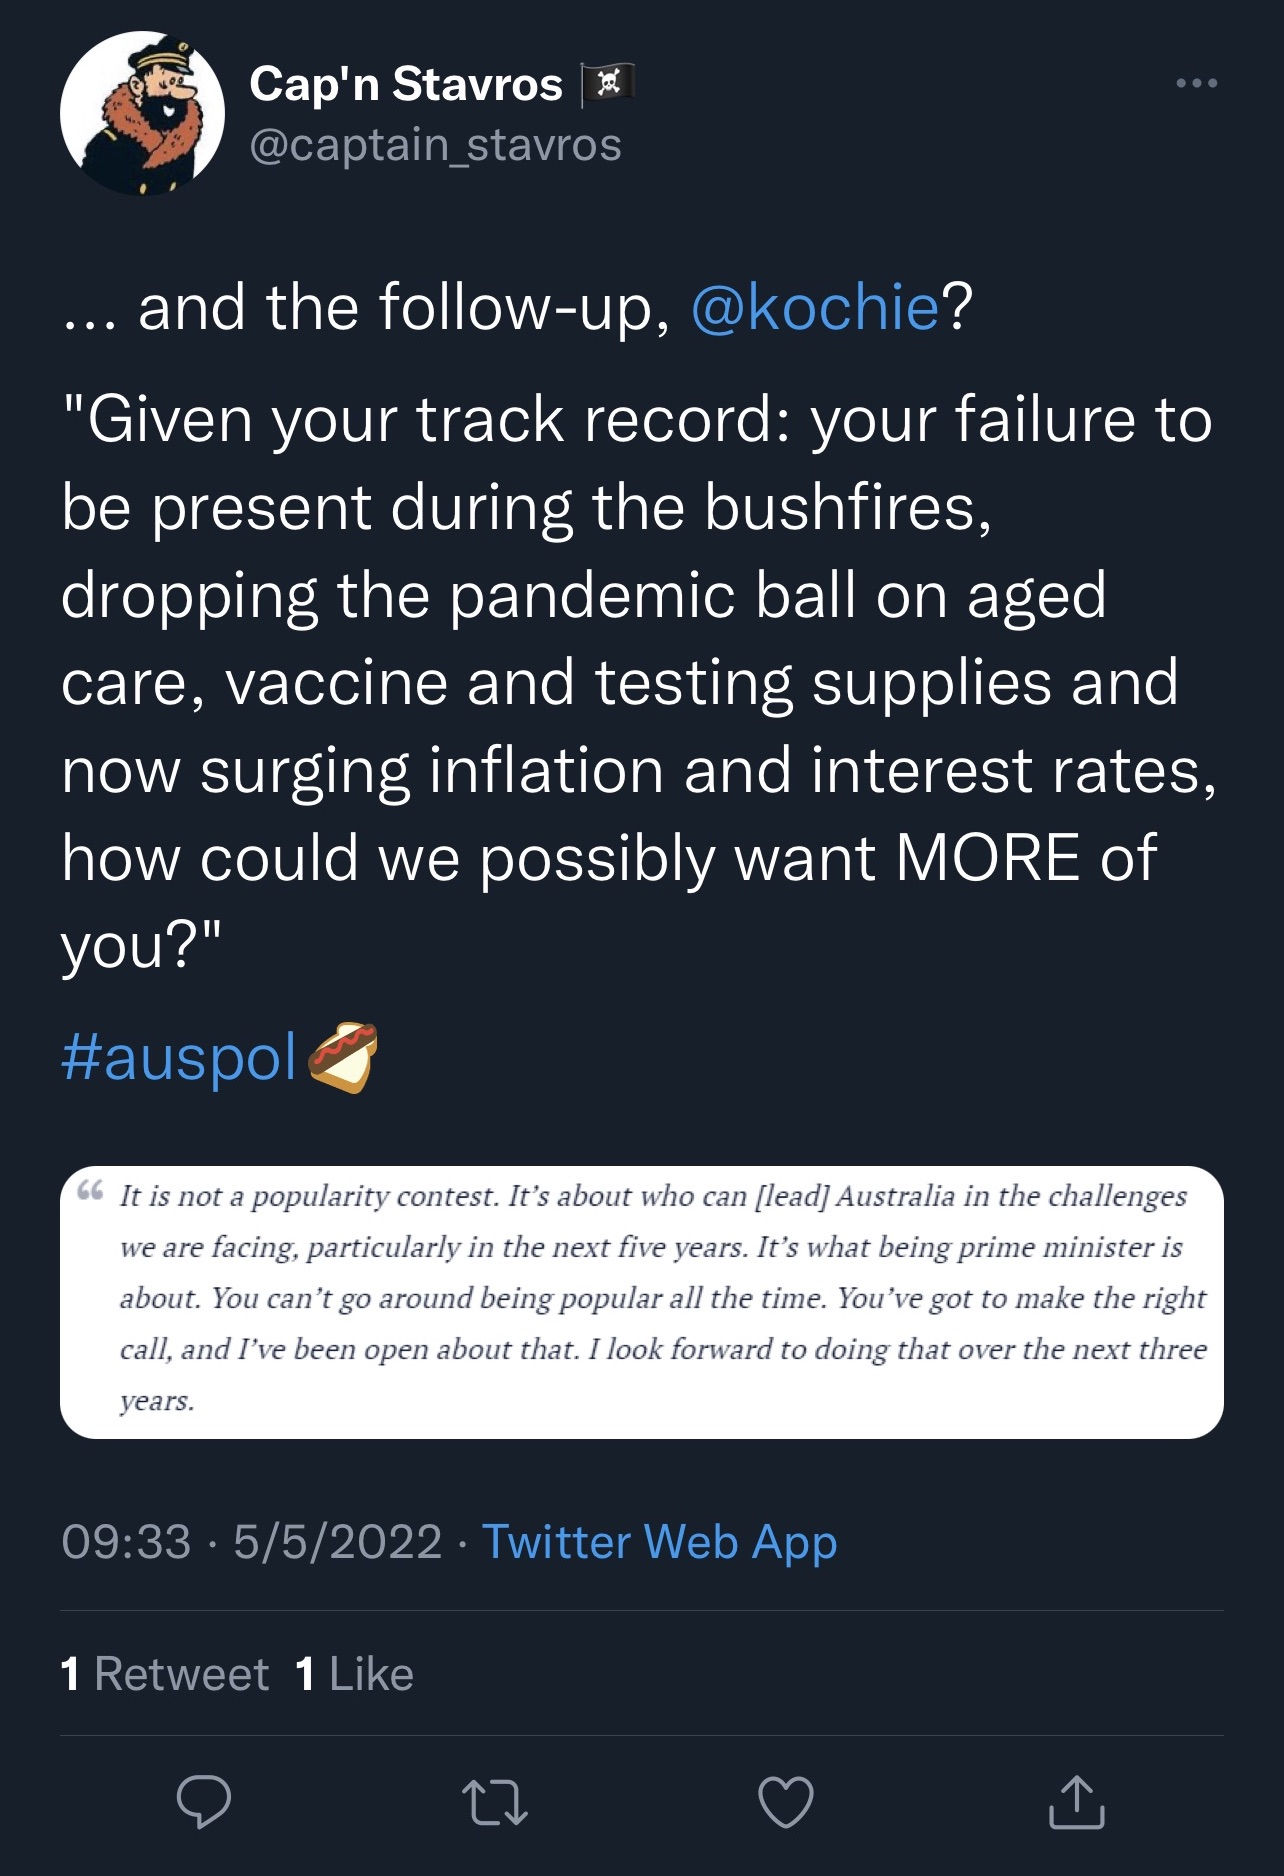 Cap'n Stavros 🏴‍☠️
@captain_stavros
... and the follow-up, @kochie?
"Given your track record: your failure to
be present during the bushfires,
dropping the pandemic ball on aged
care, vaccine and testing supplies and
now surging inflation and interest rates,
how could we possibly want MORE of
you?"
#auspol
“ It is not a popularity contest. It’s about who can [lead] Australia in the challenges
we are facing, particularly in the next five years. It’s what being prime minister is
about. You can’t go around being popular all the time. You’ve got to make the right
call, and I’ve been open about that. I look forward to doing that over the next three
years.
09:33 · 5/5/2022 · Twitter Web App
1 Retweet 1 Like